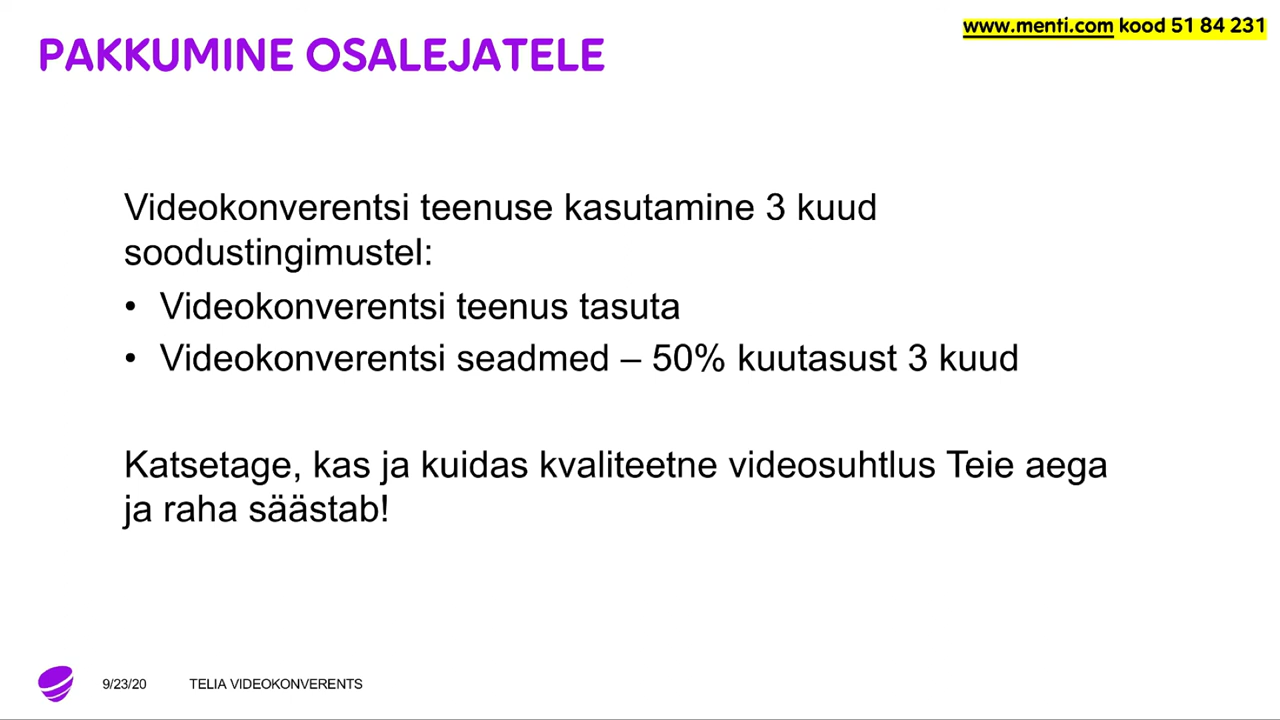 www.menti.com kood 51 84 231
PAKKUMINE OSALEJATELE
Videokonverentsi teenuse kasutamine 3 kuud
soodustingimustel:
• Videokonverentsi teenus tasuta
• Videokonverentsi seadmed – 50% kuutasust 3 kuud
Katsetage, kas ja kuidas kvaliteetne videosuhtlus Teie aega
ja raha säästab!
9/23/20 TELIA VIDEOKONVERENTS